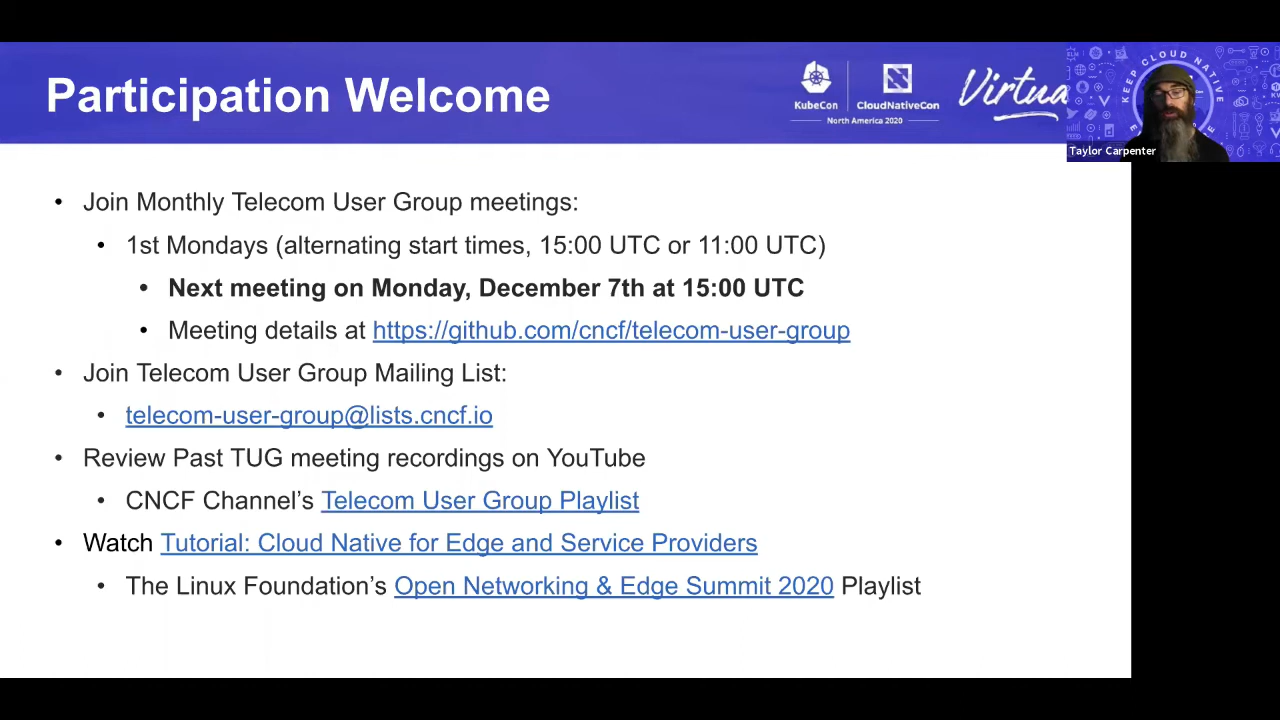 Participation Welcome
KubeCon
CloudNativeCon
North America 2020
Virtua
KEEP CLOUD NATIVE
Taylor Carpenter
• Join Monthly Telecom User Group meetings:
• 1st Mondays (alternating start times, 15:00 UTC or 11:00 UTC)
• Next meeting on Monday, December 7th at 15:00 UTC
• Meeting details at https://github.com/cncf/telecom-user-group
• Join Telecom User Group Mailing List:
• telecom-user-group@lists.cncf.io
• Review Past TUG meeting recordings on YouTube
• CNCF Channel’s Telecom User Group Playlist
• Watch Tutorial: Cloud Native for Edge and Service Providers
• The Linux Foundation’s Open Networking & Edge Summit 2020 Playlist